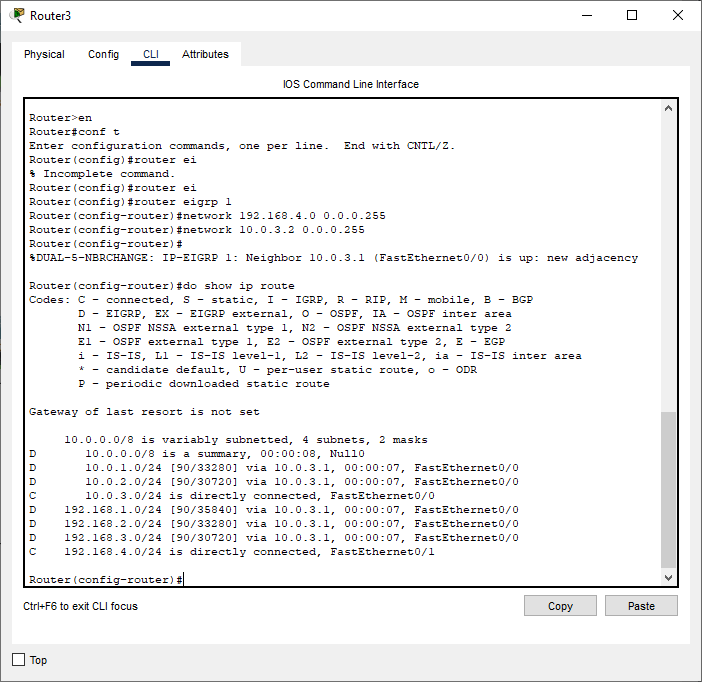 Router3
Physical Config CLI Attributes
IOS Command Line Interface
Router>en
Router#conf t
Enter configuration commands, one per line.  End with CNTL/Z.
Router(config)#router ei
% Incomplete command.
Router(config)#router ei
Router(config)#router eigrp 1
Router(config-router)#network 192.168.4.0 0.0.0.255
Router(config-router)#network 10.0.3.2 0.0.0.255
Router(config-router)#
%DUAL-5-NBRCHANGE: IP-EIGRP 1: Neighbor 10.0.3.1 (FastEthernet0/0) is up: new adjacency
Router(config-router)#do show ip route
Codes: C - connected, S - static, I - IGRP, R - RIP, M - mobile, B - BGP
       D - EIGRP, EX - EIGRP external, O - OSPF, IA - OSPF inter area
       N1 - OSPF NSSA external type 1, N2 - OSPF NSSA external type 2
       E1 - OSPF external type 1, E2 - OSPF external type 2, E - EGP
       i - IS-IS, L1 - IS-IS level-1, L2 - IS-IS level-2, ia - IS-IS inter area
       * - candidate default, U - per-user static route, o - ODR
       P - periodic downloaded static route
Gateway of last resort is not set
     10.0.0.0/8 is variably subnetted, 4 subnets, 2 masks
D       10.0.0.0/8 is a summary, 00:00:08, Null0
D       10.0.1.0/24 [90/33280] via 10.0.3.1, 00:00:07, FastEthernet0/0
D       10.0.2.0/24 [90/30720] via 10.0.3.1, 00:00:07, FastEthernet0/0
C       10.0.3.0/24 is directly connected, FastEthernet0/0
D    192.168.1.0/24 [90/35840] via 10.0.3.1, 00:00:07, FastEthernet0/0
D    192.168.2.0/24 [90/33280] via 10.0.3.1, 00:00:07, FastEthernet0/0
D    192.168.3.0/24 [90/30720] via 10.0.3.1, 00:00:07, FastEthernet0/0
C    192.168.4.0/24 is directly connected, FastEthernet0/1
Router(config-router)#
Ctrl+F6 to exit CLI focus Copy Paste
Top